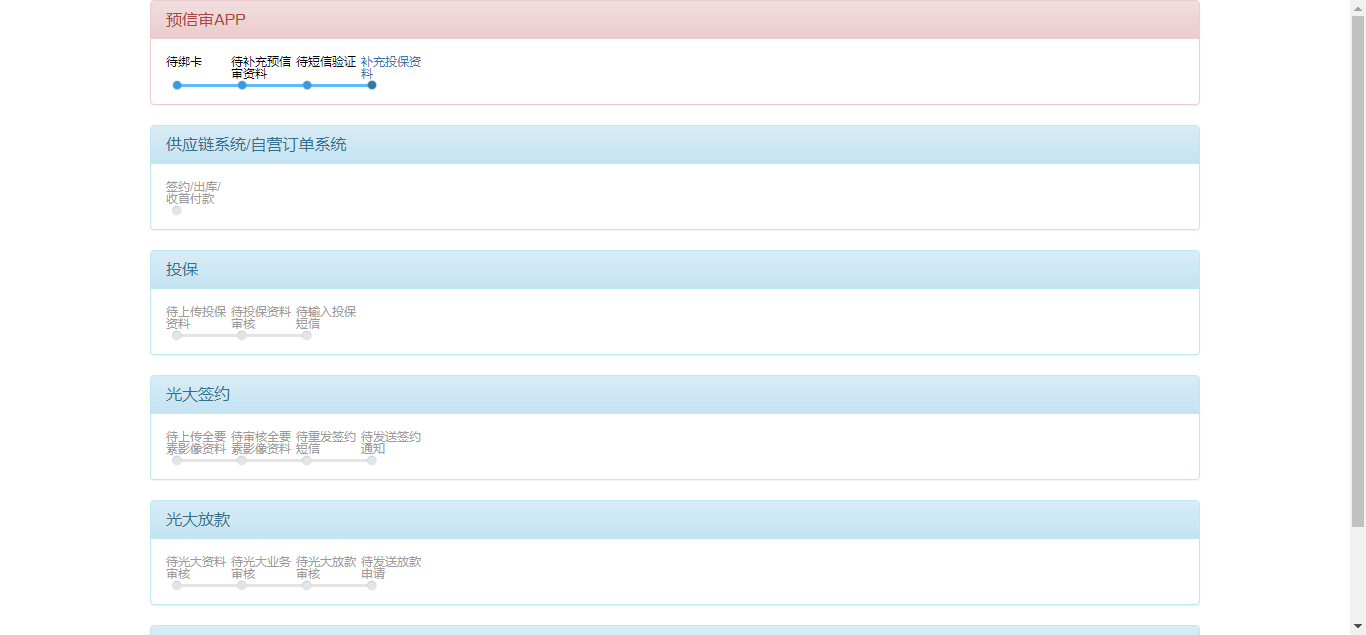 预信审APP
待绑卡 待补充预信 待短信验证 补充投保资
审资料 料
供应链系统/自营订单系统
签约/出库/
收首付款
投保
待上传投保 待投保资料 待输入投保
资料 审核 短信
光大签约
待上传全要 待审核全要 待重发签约 待发送签约
素影像资料 素影像资料 短信 通知
光大放款
待光大资料 待光大业务 待光大放款 待发送放款
审核 审核 审核 申请